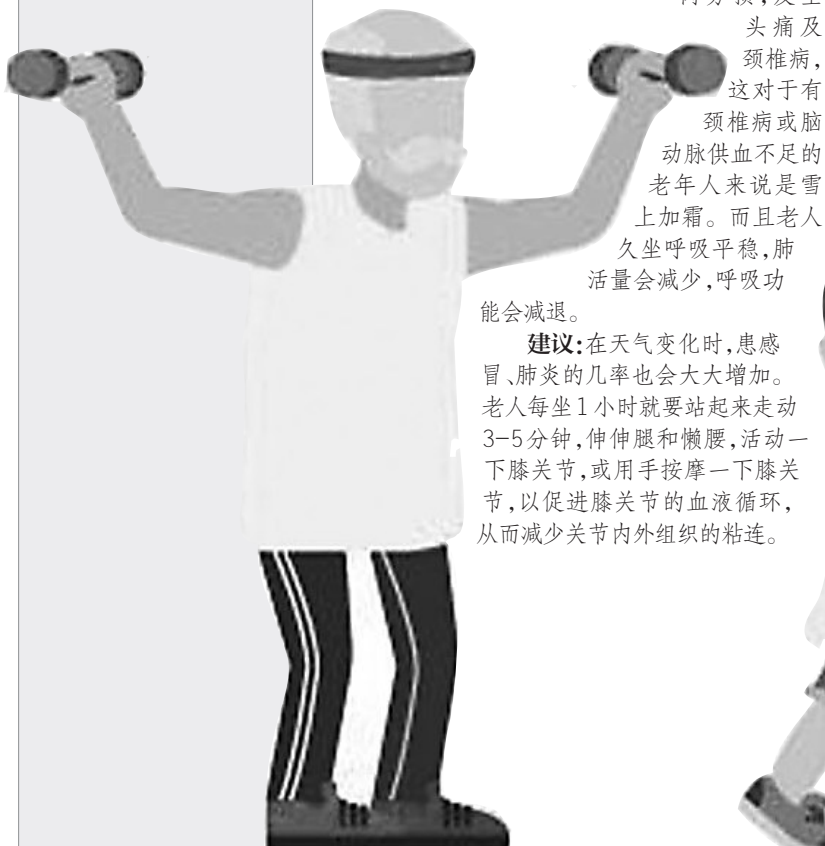 头痛及
颈椎病，
这对于有
颈椎病或脑
动脉供血不足的
老年人来说是雪
上加霜。而且老人
久坐呼吸平稳，肺
活量会减少，呼吸功
能会减退。
建议：在天气变化时，患感
冒、肺炎的几率也会大大增加。
老人每坐1小时就要站起来走动
3-5分钟，伸伸腿和懒腰，活动一
下膝关节，或用手按摩一下膝关
节，以促进膝关节的血液循环，
从而减少关节内外组织的粘连。